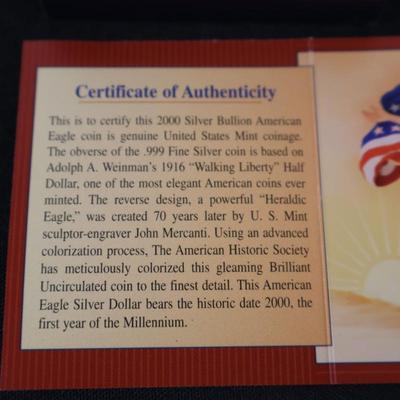 Certificate of Authenticity
This is to certify this 2000 Silver Bullion American
Eagle coin is genuine United States Mint coinage.
The obverse of the .999 Fine Silver coin is based on
Adolph A. Weinman's 1916 “Walking Liberty” Half
Dollar, one of the most elegant American coins ever
minted. The reverse design, a powerful “Heraldic
Eagle,” was created 70 years later by U. S. Mint
sculptor-engraver John Mercanti. Using an advanced
colorization process, The American Historic Society
has meticulously colorized this gleaming Brilliant
Uncirculated coin to the finest detail. This American
Eagle Silver Dollar bears the historic date 2000, the
first year of the Millennium.